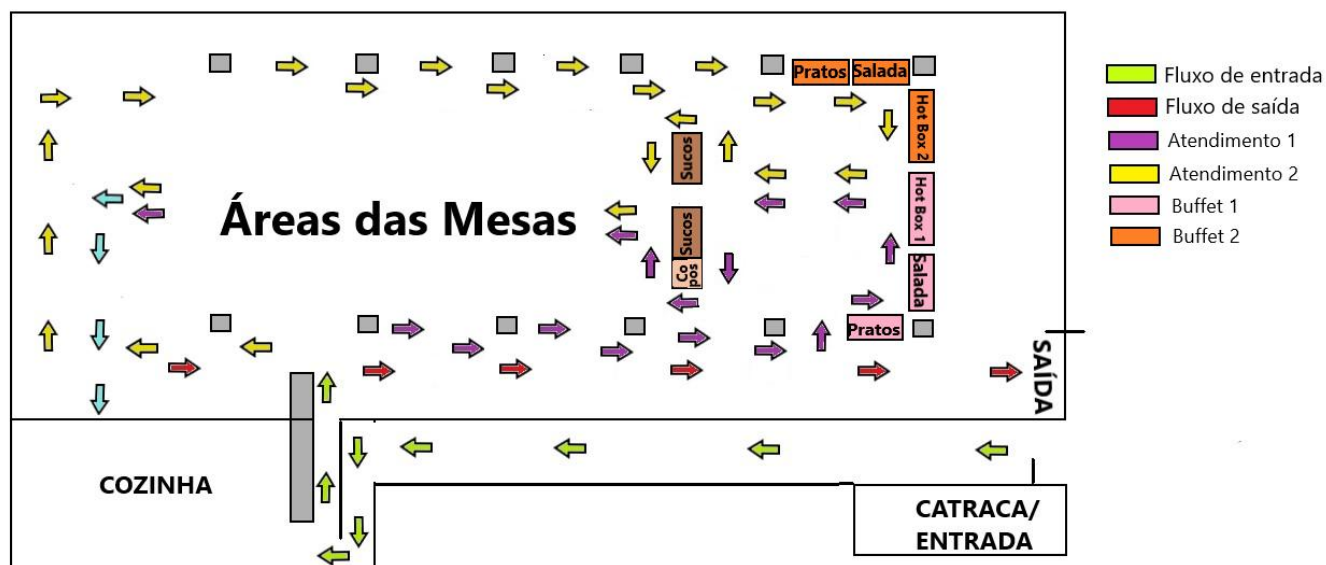 Pratos
Salada
Hot Box 2
Sucos
Hot Box 1
Áreas das Mesas
Sucos
Co
pos
Salada
Pratos
SAÍDA
COZINHA
CATRACA/
ENTRADA
Fluxo de entrada
Fluxo de saída
Atendimento 1
Atendimento 2
Buffet 1
Buffet 2